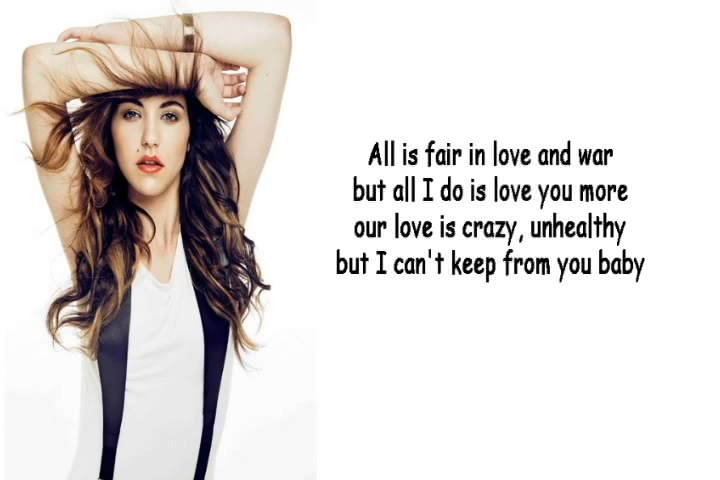 All is fair in love and war
but all I do is love you more
our love is crazy, unhealthy
but I can't keep from you baby